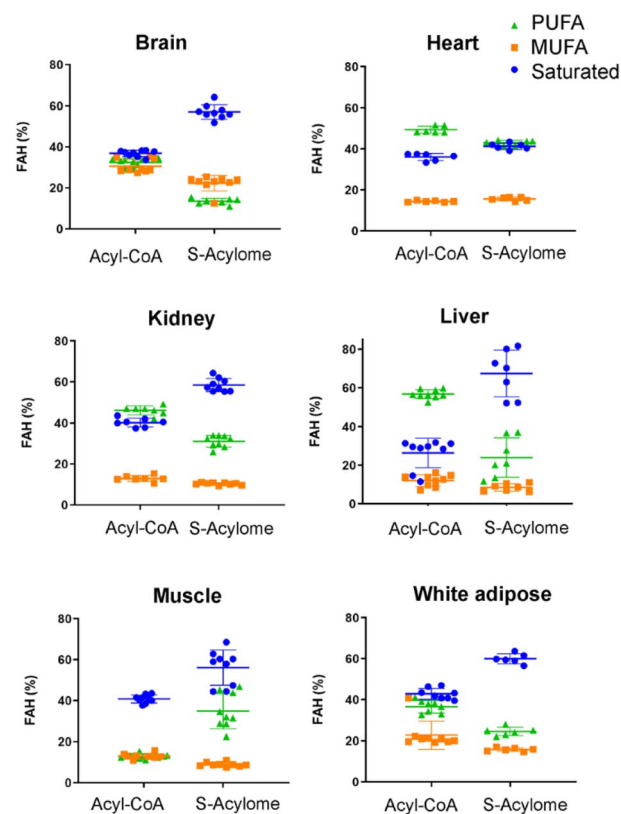 PUFA
MUFA
Saturated
Brain
80
60
40
20
0
FAH (%)
Acyl-CoA S-Acylome
Heart
80
60
40
20
0
FAH (%)
Acyl-CoA S-Acylome
Kidney
80
60
40
20
0
FAH (%)
Acyl-CoA S-Acylome
Liver
80
60
40
20
0
FAH (%)
Acyl-CoA S-Acylome
Muscle
80
60
40
20
0
FAH (%)
Acyl-CoA S-Acylome
White adipose
80
60
40
20
0
FAH (%)
Acyl-CoA S-Acylome